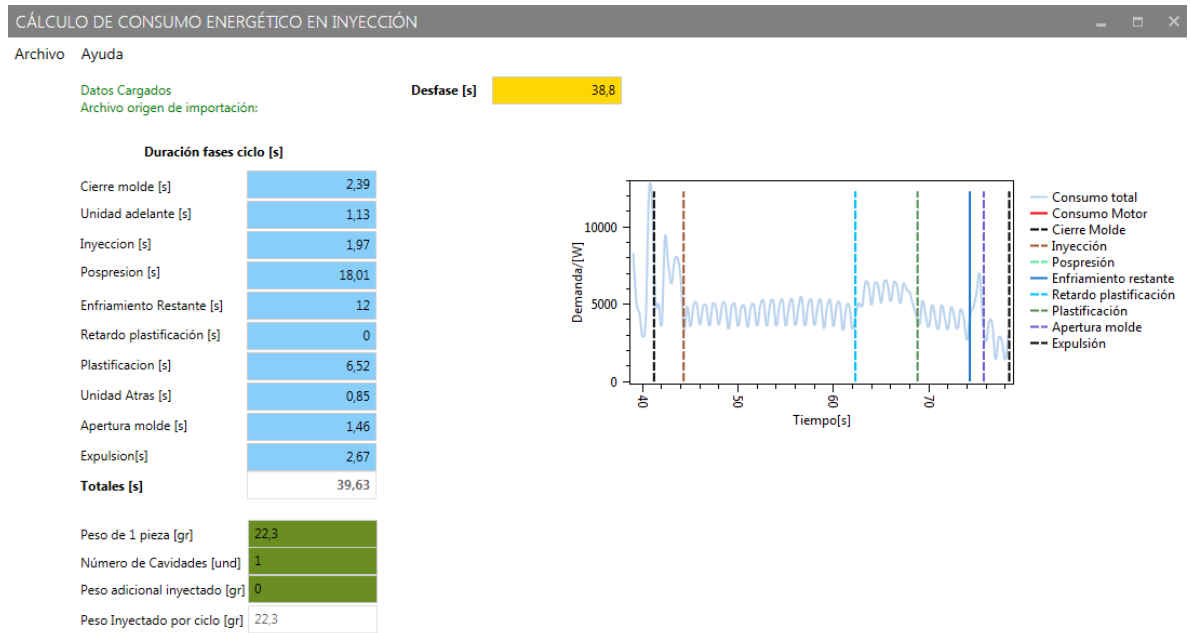 CÁLCULO DE CONSUMO ENERGÉTICO EN INYECCIÓN
Archivo Ayuda
Datos Cargados
Archivo origen de importación:
Desfase [s] 38,8
Duración fases ciclo [s]
Cierre molde [s] 2,39
Unidad adelante [s] 1,13
Inyeccion [s] 1,97
Pospresion [s] 18,01
Enfriamiento Restante [s] 12
Retardo plastificación [s] 0
Plastificacion [s] 6,52
Unidad Atras [s] 0,85
Apertura molde [s] 1,46
Expulsion[s] 2,67
Totales [s] 39,63
Peso de 1 pieza [gr] 22,3
Número de Cavidades [und] 1
Peso adicional inyectado [gr] 0
Peso Inyectado por ciclo [gr] 22,3
Demanda/[W]
10000
5000
0
40 50 60 70
Tiempo[s]
Consumo total
Consumo Motor
Cierre Molde
Inyección
Pospresión
Enfriamiento restante
Retardo plastificación
Plastificación
Apertura molde
Expulsión